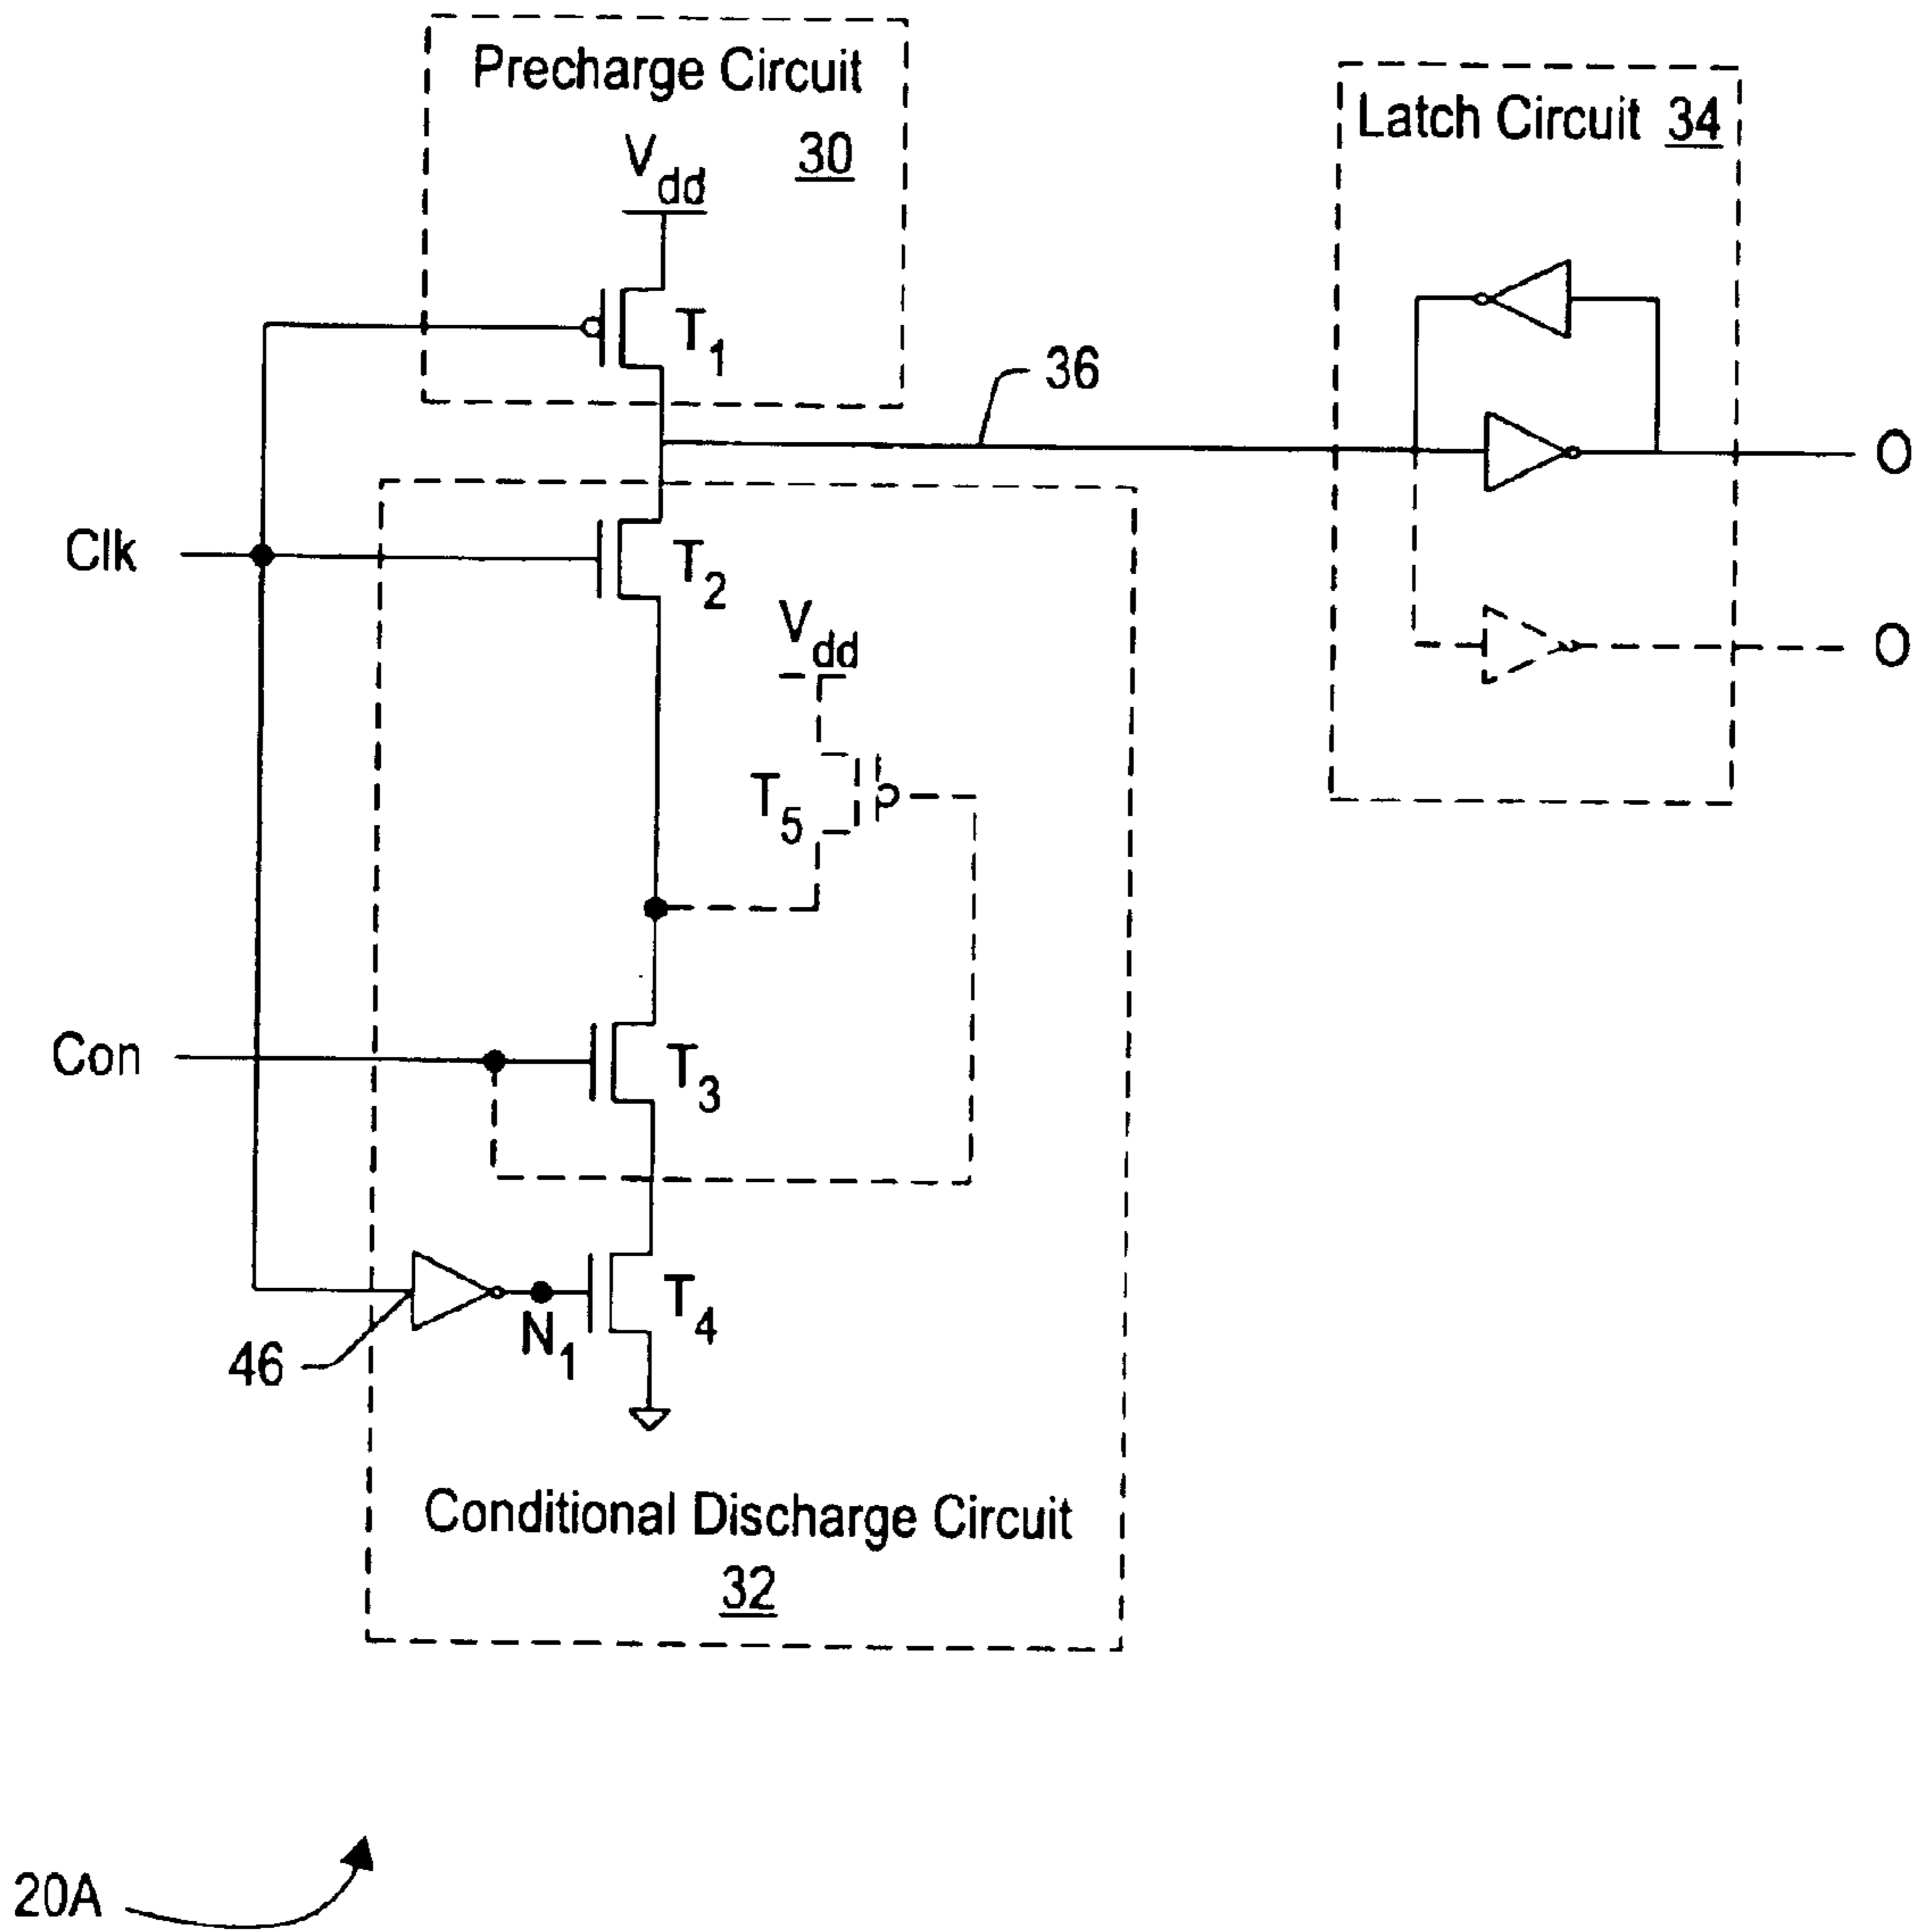 Precharge Circuit
30
Vdd
T1
36
Latch Circuit 34
O
O
Clk
T2
Vdd
T5
Con
T3
T4
N1
46
Conditional Discharge Circuit
32
20A